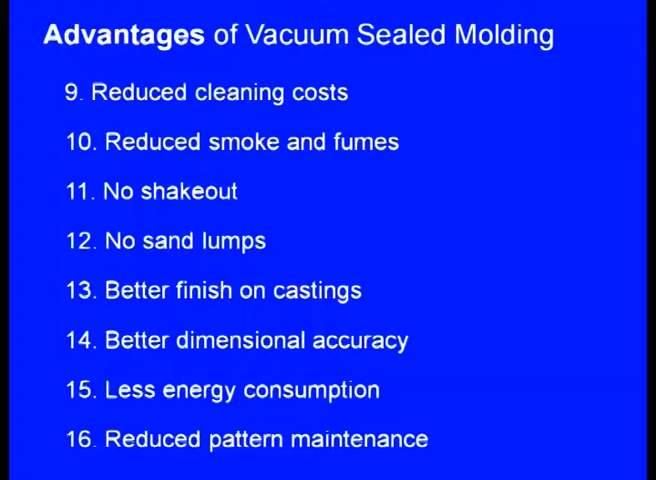 Advantages of Vacuum Sealed Molding
9. Reduced cleaning costs
10. Reduced smoke and fumes
11. No shakeout
12. No sand lumps
13. Better finish on castings
14. Better dimensional accuracy
15. Less energy consumption
16. Reduced pattern maintenance